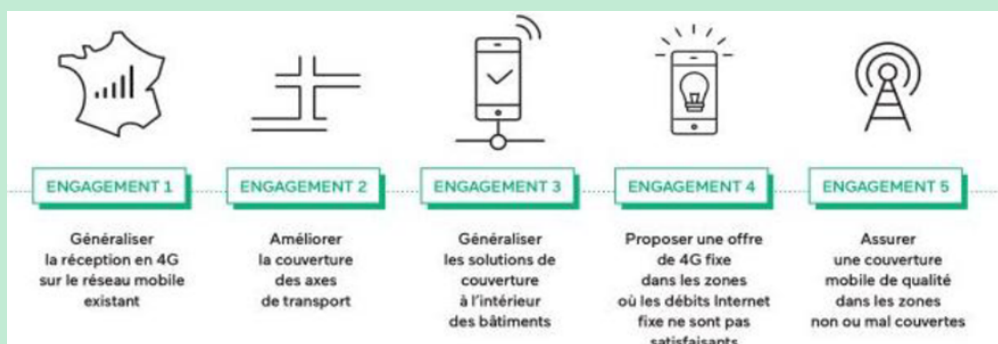 ENGAGEMENT 1
Généraliser
la réception en 4G
sur le réseau mobile
existant
ENGAGEMENT 2
Améliorer
la couverture
des axes
de transport
ENGAGEMENT 3
Généraliser
les solutions de
couverture
à l'intérieur
des bâtiments
ENGAGEMENT 4
Proposer une offre
de 4G fixe
dans les zones
où les débits Internet
fixe ne sont pas
satisfaisants
ENGAGEMENT 5
Assurer
une couverture
mobile de qualité
dans les zones
non ou mal couvertes